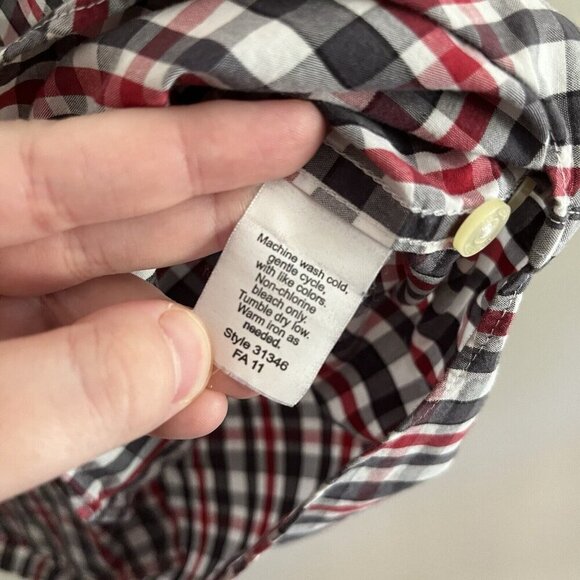 Machine wash cold,
gentle cycle,
with like colors.
Non-chlorine
bleach only.
Tumble dry low.
Warm iron as
needed.
Style 31346
FA 11